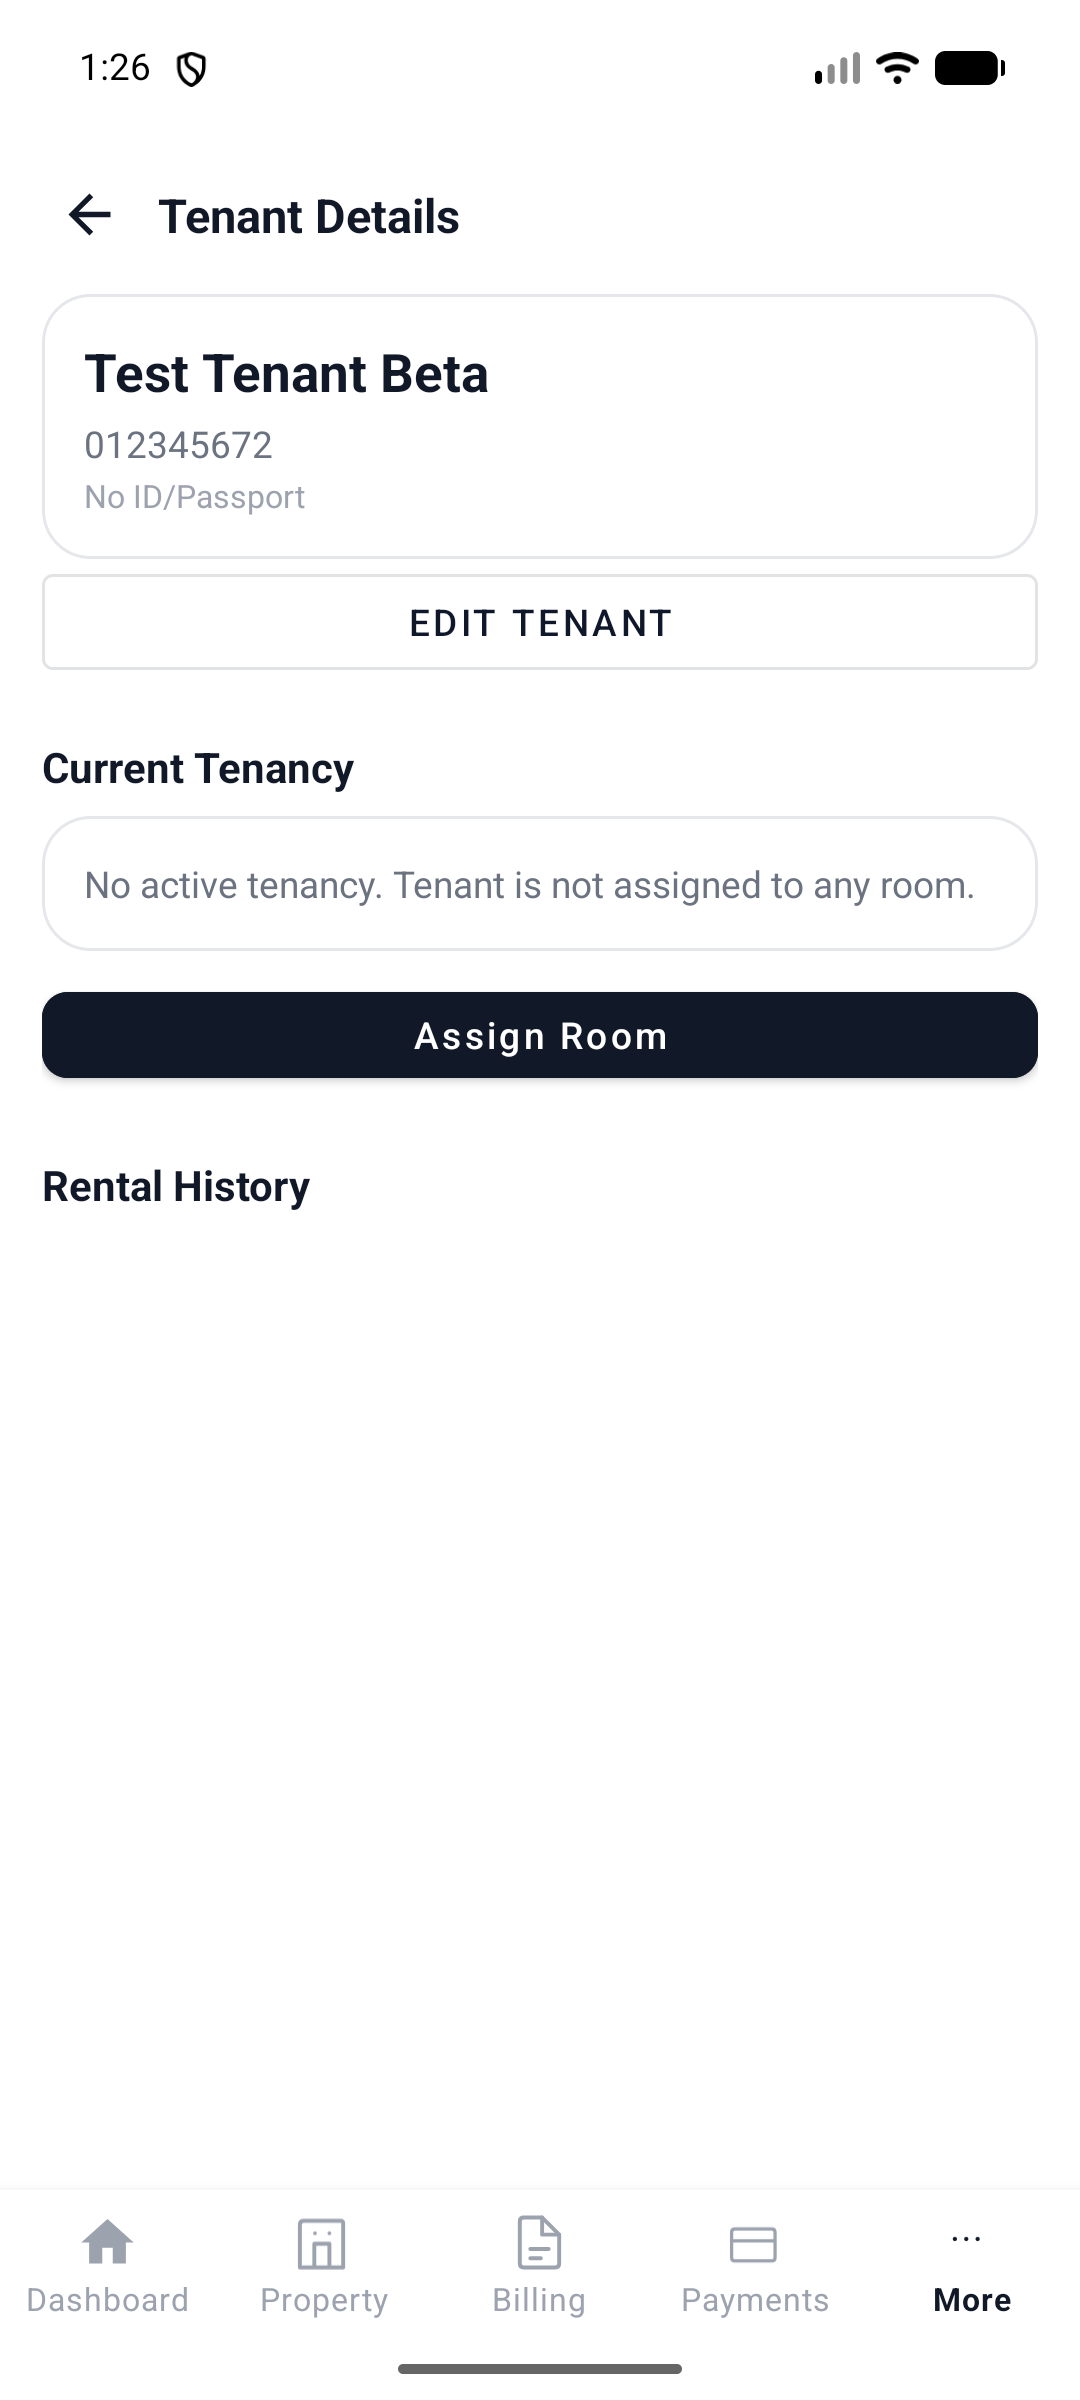 1:26
Tenant Details
Test Tenant Beta
012345672
No ID/Passport
EDIT TENANT
Current Tenancy
No active tenancy. Tenant is not assigned to any room.
Assign Room
Rental History
Dashboard
Property
Billing
Payments
More